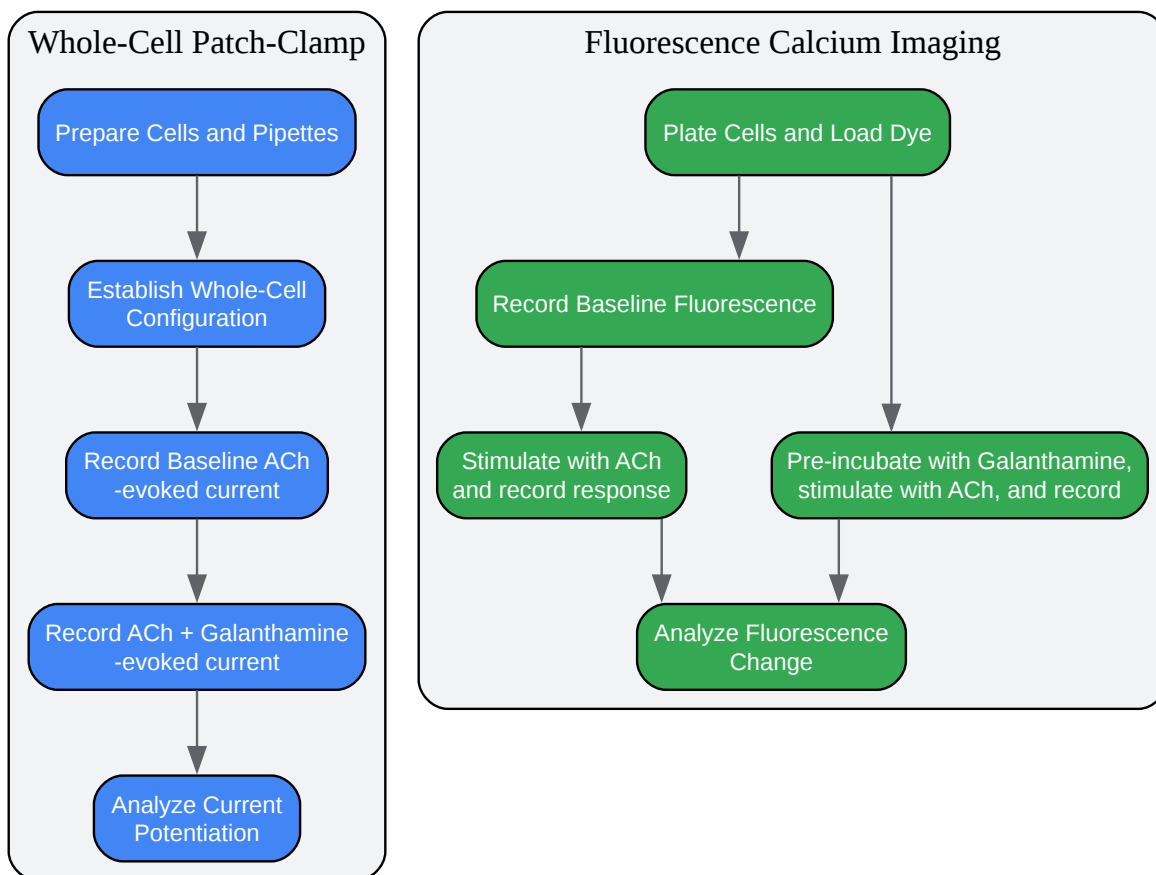 Whole-Cell Patch-Clamp
Prepare Cells and Pipettes
Establish Whole-Cell
Configuration
Record Baseline ACh
-evoked current
Record ACh + Galanthamine
-evoked current
Analyze Current
Potentiation
Fluorescence Calcium Imaging
Plate Cells and Load Dye
Record Baseline Fluorescence
Stimulate with ACh
and record response
Pre-incubate with Galanthamine,
stimulate with ACh, and record
Analyze Fluorescence
Change